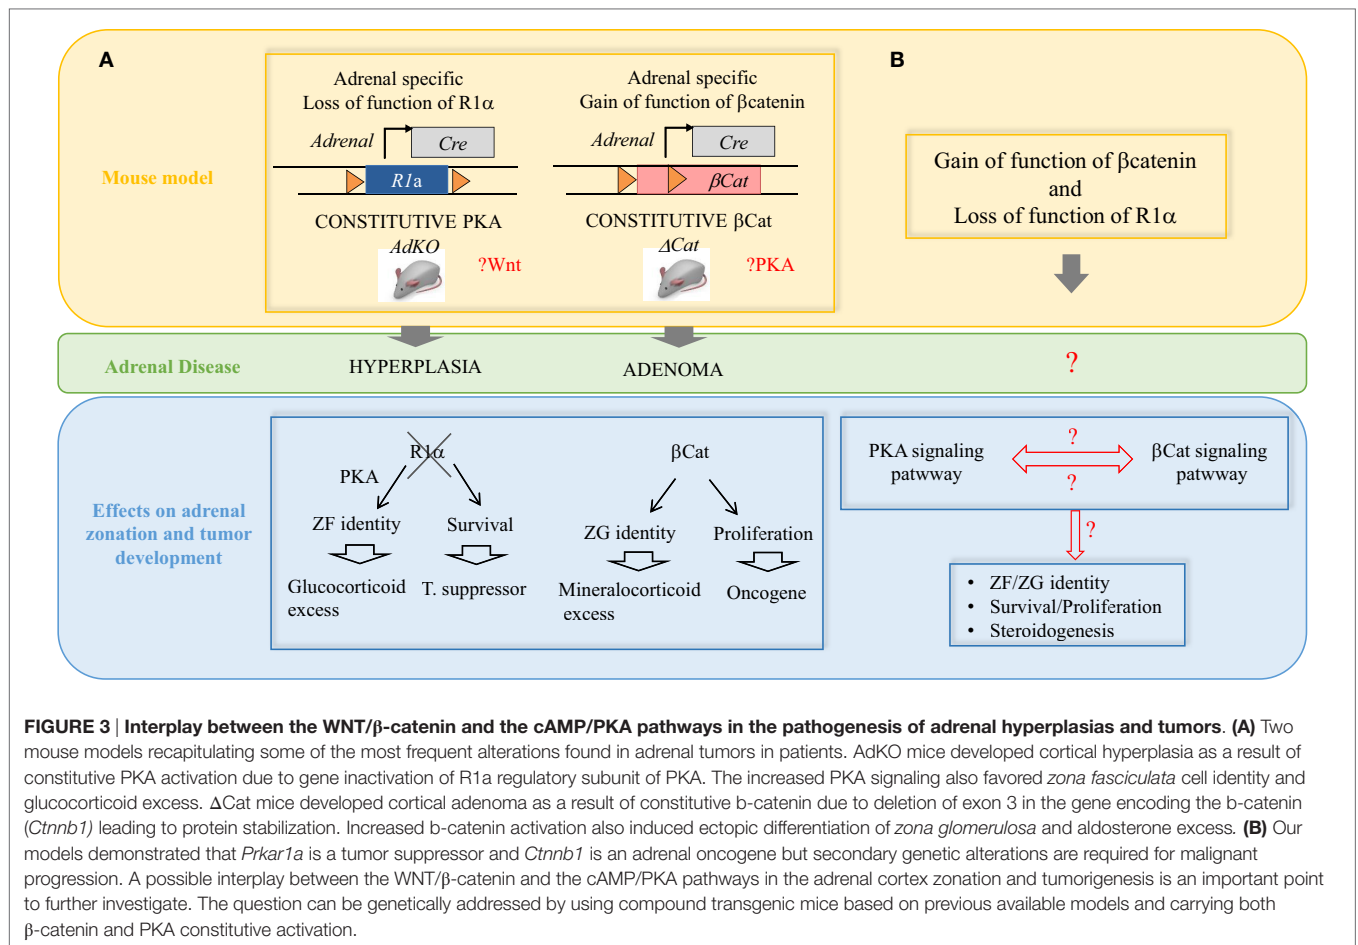 A
B
Adrenal specific
Loss of function of R1α
Adrenal
Cre
R1a
CONSTITUTIVE PKA
AdKO
?Wnt
Adrenal specific
Gain of function of βcatenin
Adrenal
Cre
βCat
CONSTITUTIVE βCat
ΔCat
?PKA
Mouse model
Gain of function of βcatenin
and
Loss of function of R1α
Adrenal Disease
HYPERPLASIA
ADENOMA
?
Effects on adrenal
zonation and tumor
development
R1α
PKA
ZF identity
Survival
Glucocorticoid
excess
T. suppressor
βCat
ZG identity
Proliferation
Mineralocorticoid
excess
Oncogene
PKA signaling
patwway
?
?
βCat signaling
patwway
?
• ZF/ZG identity
• Survival/Proliferation
• Steroidogenesis
FIGURE 3 | Interplay between the WNT/β-catenin and the cAMP/PKA pathways in the pathogenesis of adrenal hyperplasias and tumors. (A) Two
mouse models recapitulating some of the most frequent alterations found in adrenal tumors in patients. AdKO mice developed cortical hyperplasia as a result of
constitutive PKA activation due to gene inactivation of R1a regulatory subunit of PKA. The increased PKA signaling also favored zona fasciculata cell identity and
glucocorticoid excess. ΔCat mice developed cortical adenoma as a result of constitutive b-catenin due to deletion of exon 3 in the gene encoding the b-catenin
(Ctnnb1) leading to protein stabilization. Increased b-catenin activation also induced ectopic differentiation of zona glomerulosa and aldosterone excess. (B) Our
models demonstrated that Prkar1a is a tumor suppressor and Ctnnb1 is an adrenal oncogene but secondary genetic alterations are required for malignant
progression. A possible interplay between the WNT/β-catenin and the cAMP/PKA pathways in the adrenal cortex zonation and tumorigenesis is an important point
to further investigate. The question can be genetically addressed by using compound transgenic mice based on previous available models and carrying both
β-catenin and PKA constitutive activation.